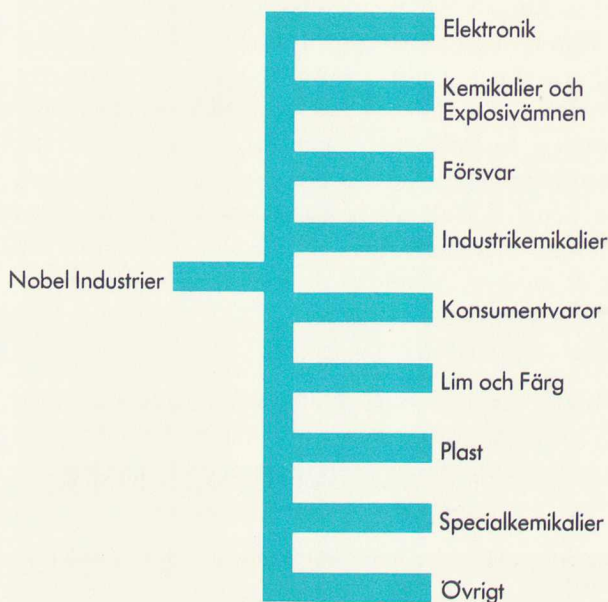 Elektronik
Kemikalier och
Explosivämnen
Försvar
Industrikemikalier
Nobel Industrier
Konsumentvaror
Lim och Färg
Plast
Specialkemikalier
Övrigt